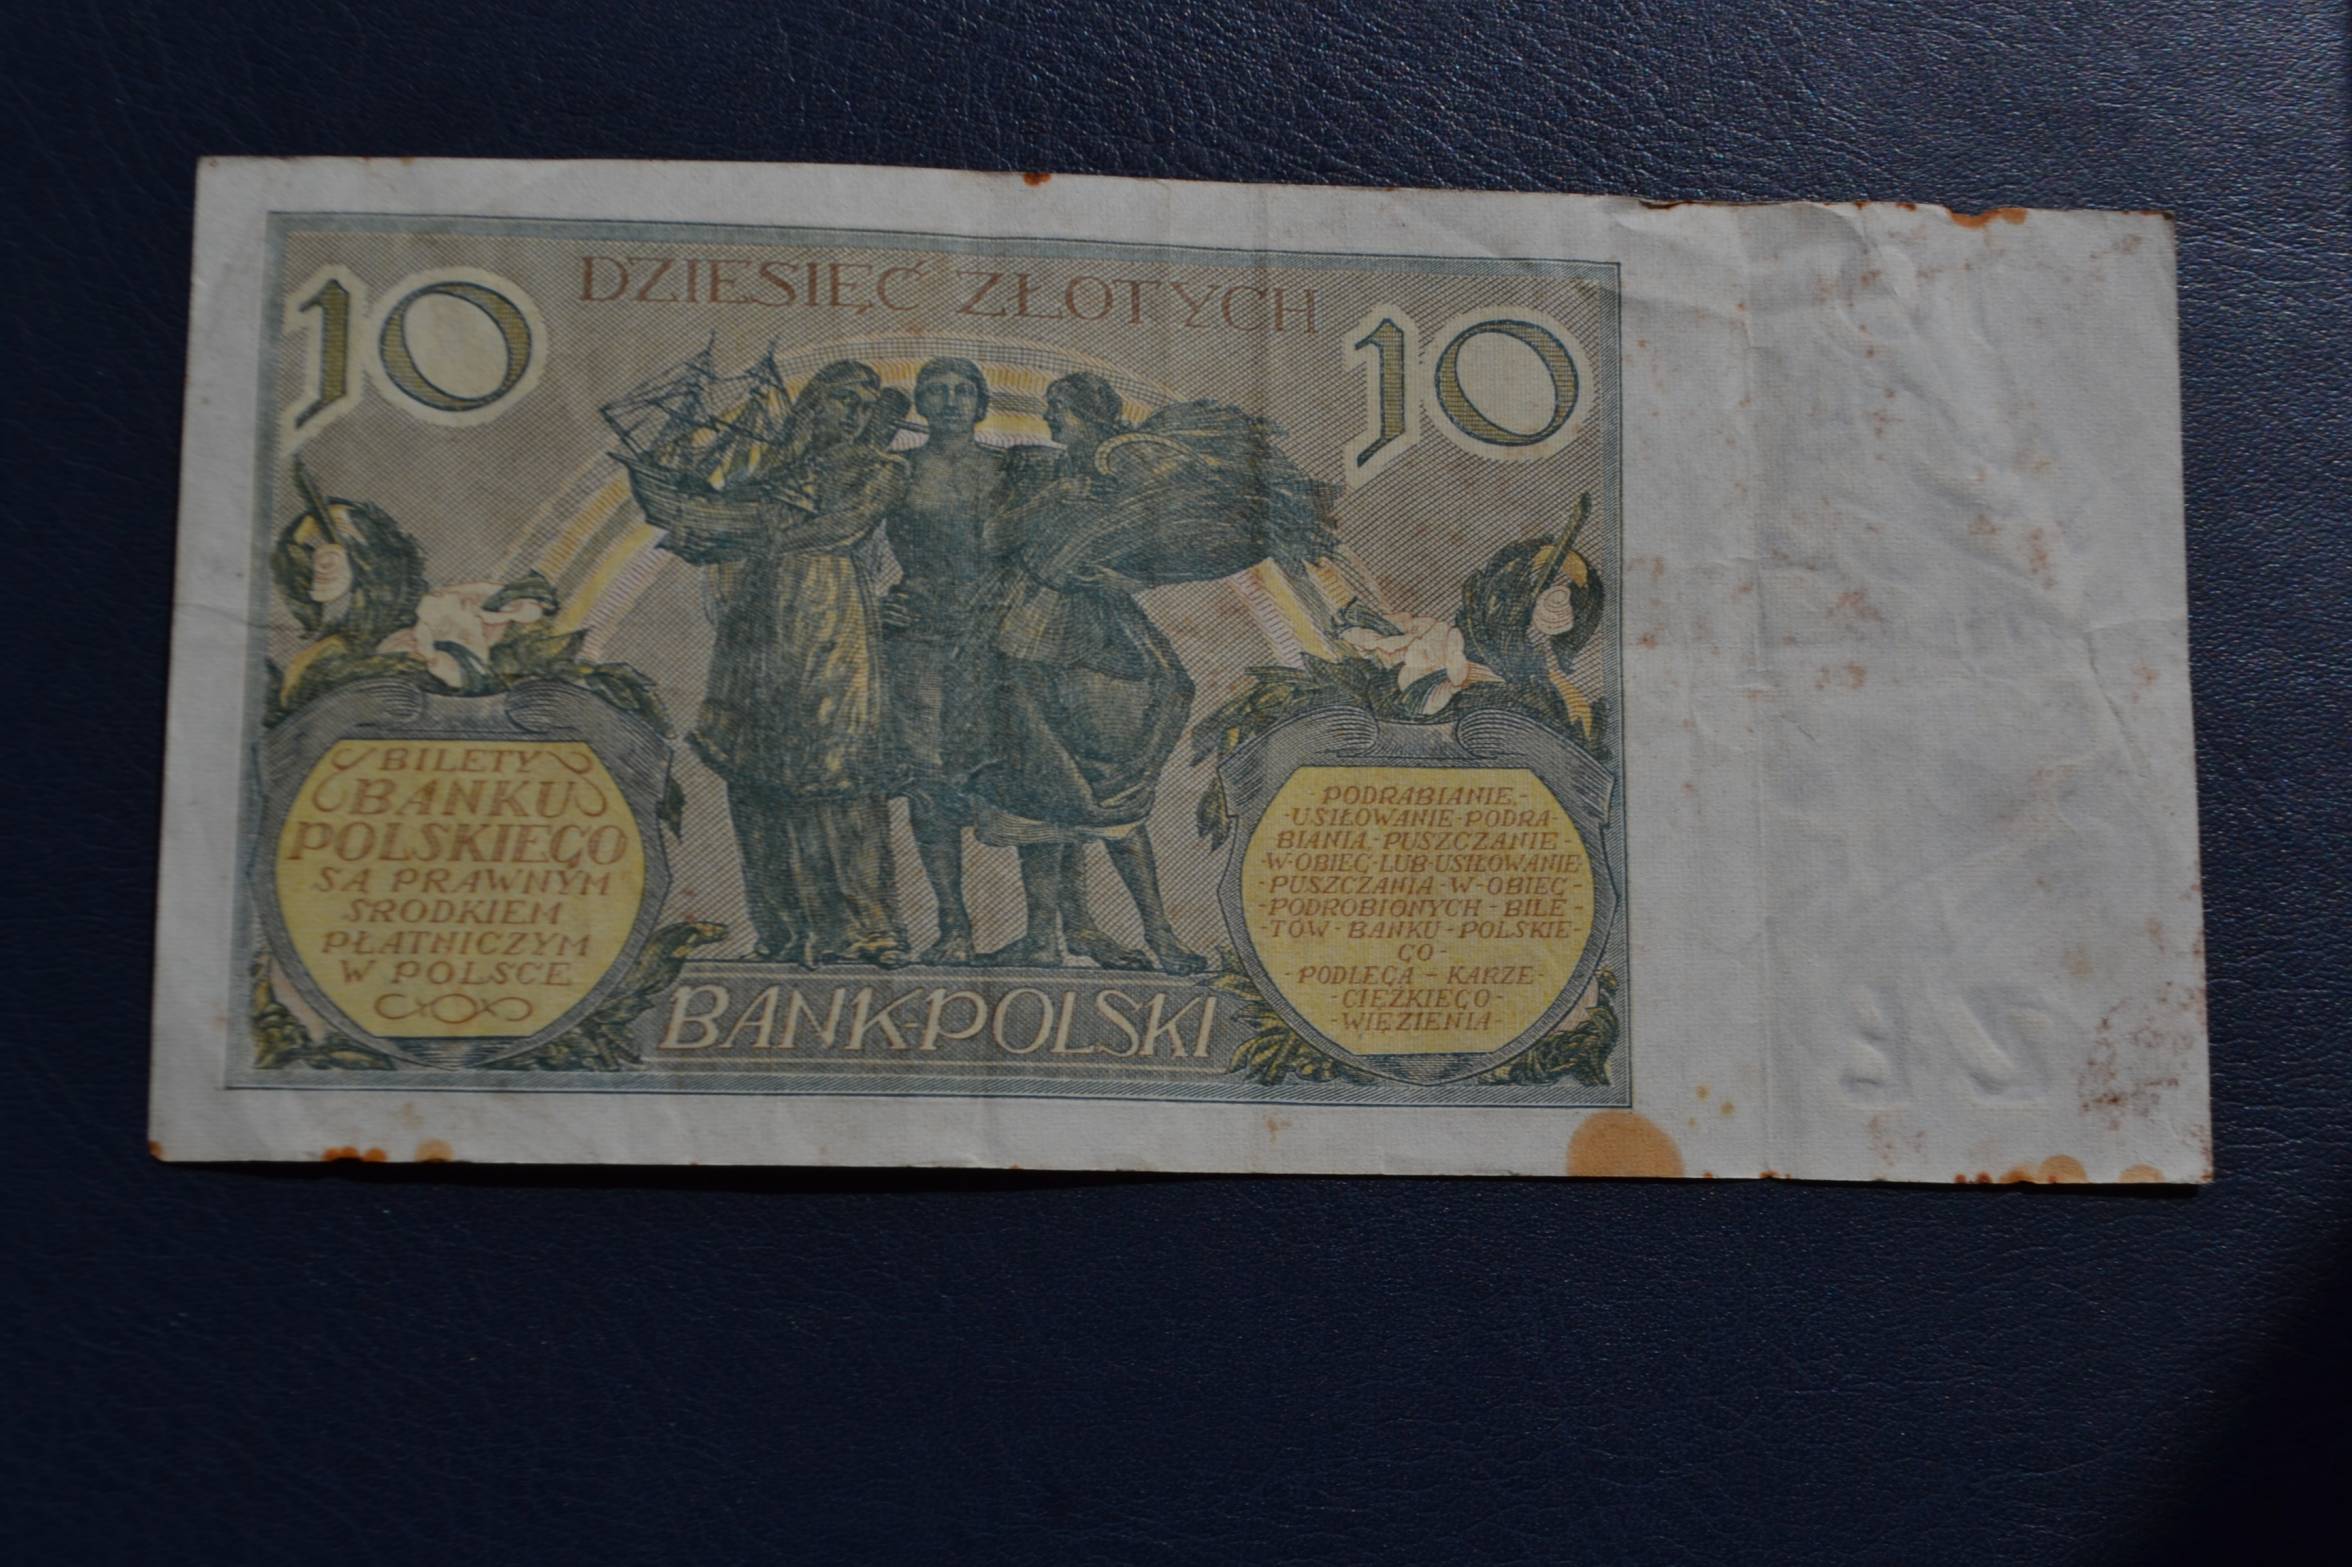 DZIESIĘĆ ZŁOTYCH
10
10
BILETY
BANKU
POLSKIEGO
SĄ PRAWNYM
ŚRODKIEM
PŁATNICZYM
W POLSCE
-PODRABIANIE,-
-USIŁOWANIE-PODRA-
BIANIA,-PUSZCZANIE-
-W-OBIEG-LUB-USIŁOWANIE-
-PUSZCZANIA-W-OBIEG-
-PODROBIONYCH-BILE-
-TÓW-BANKU-POLSKIE-
GO-
-PODLEGA-KARZE-
-CIĘŻKIEGO-
-WIĘZIENIA-
BANK-POLSKI